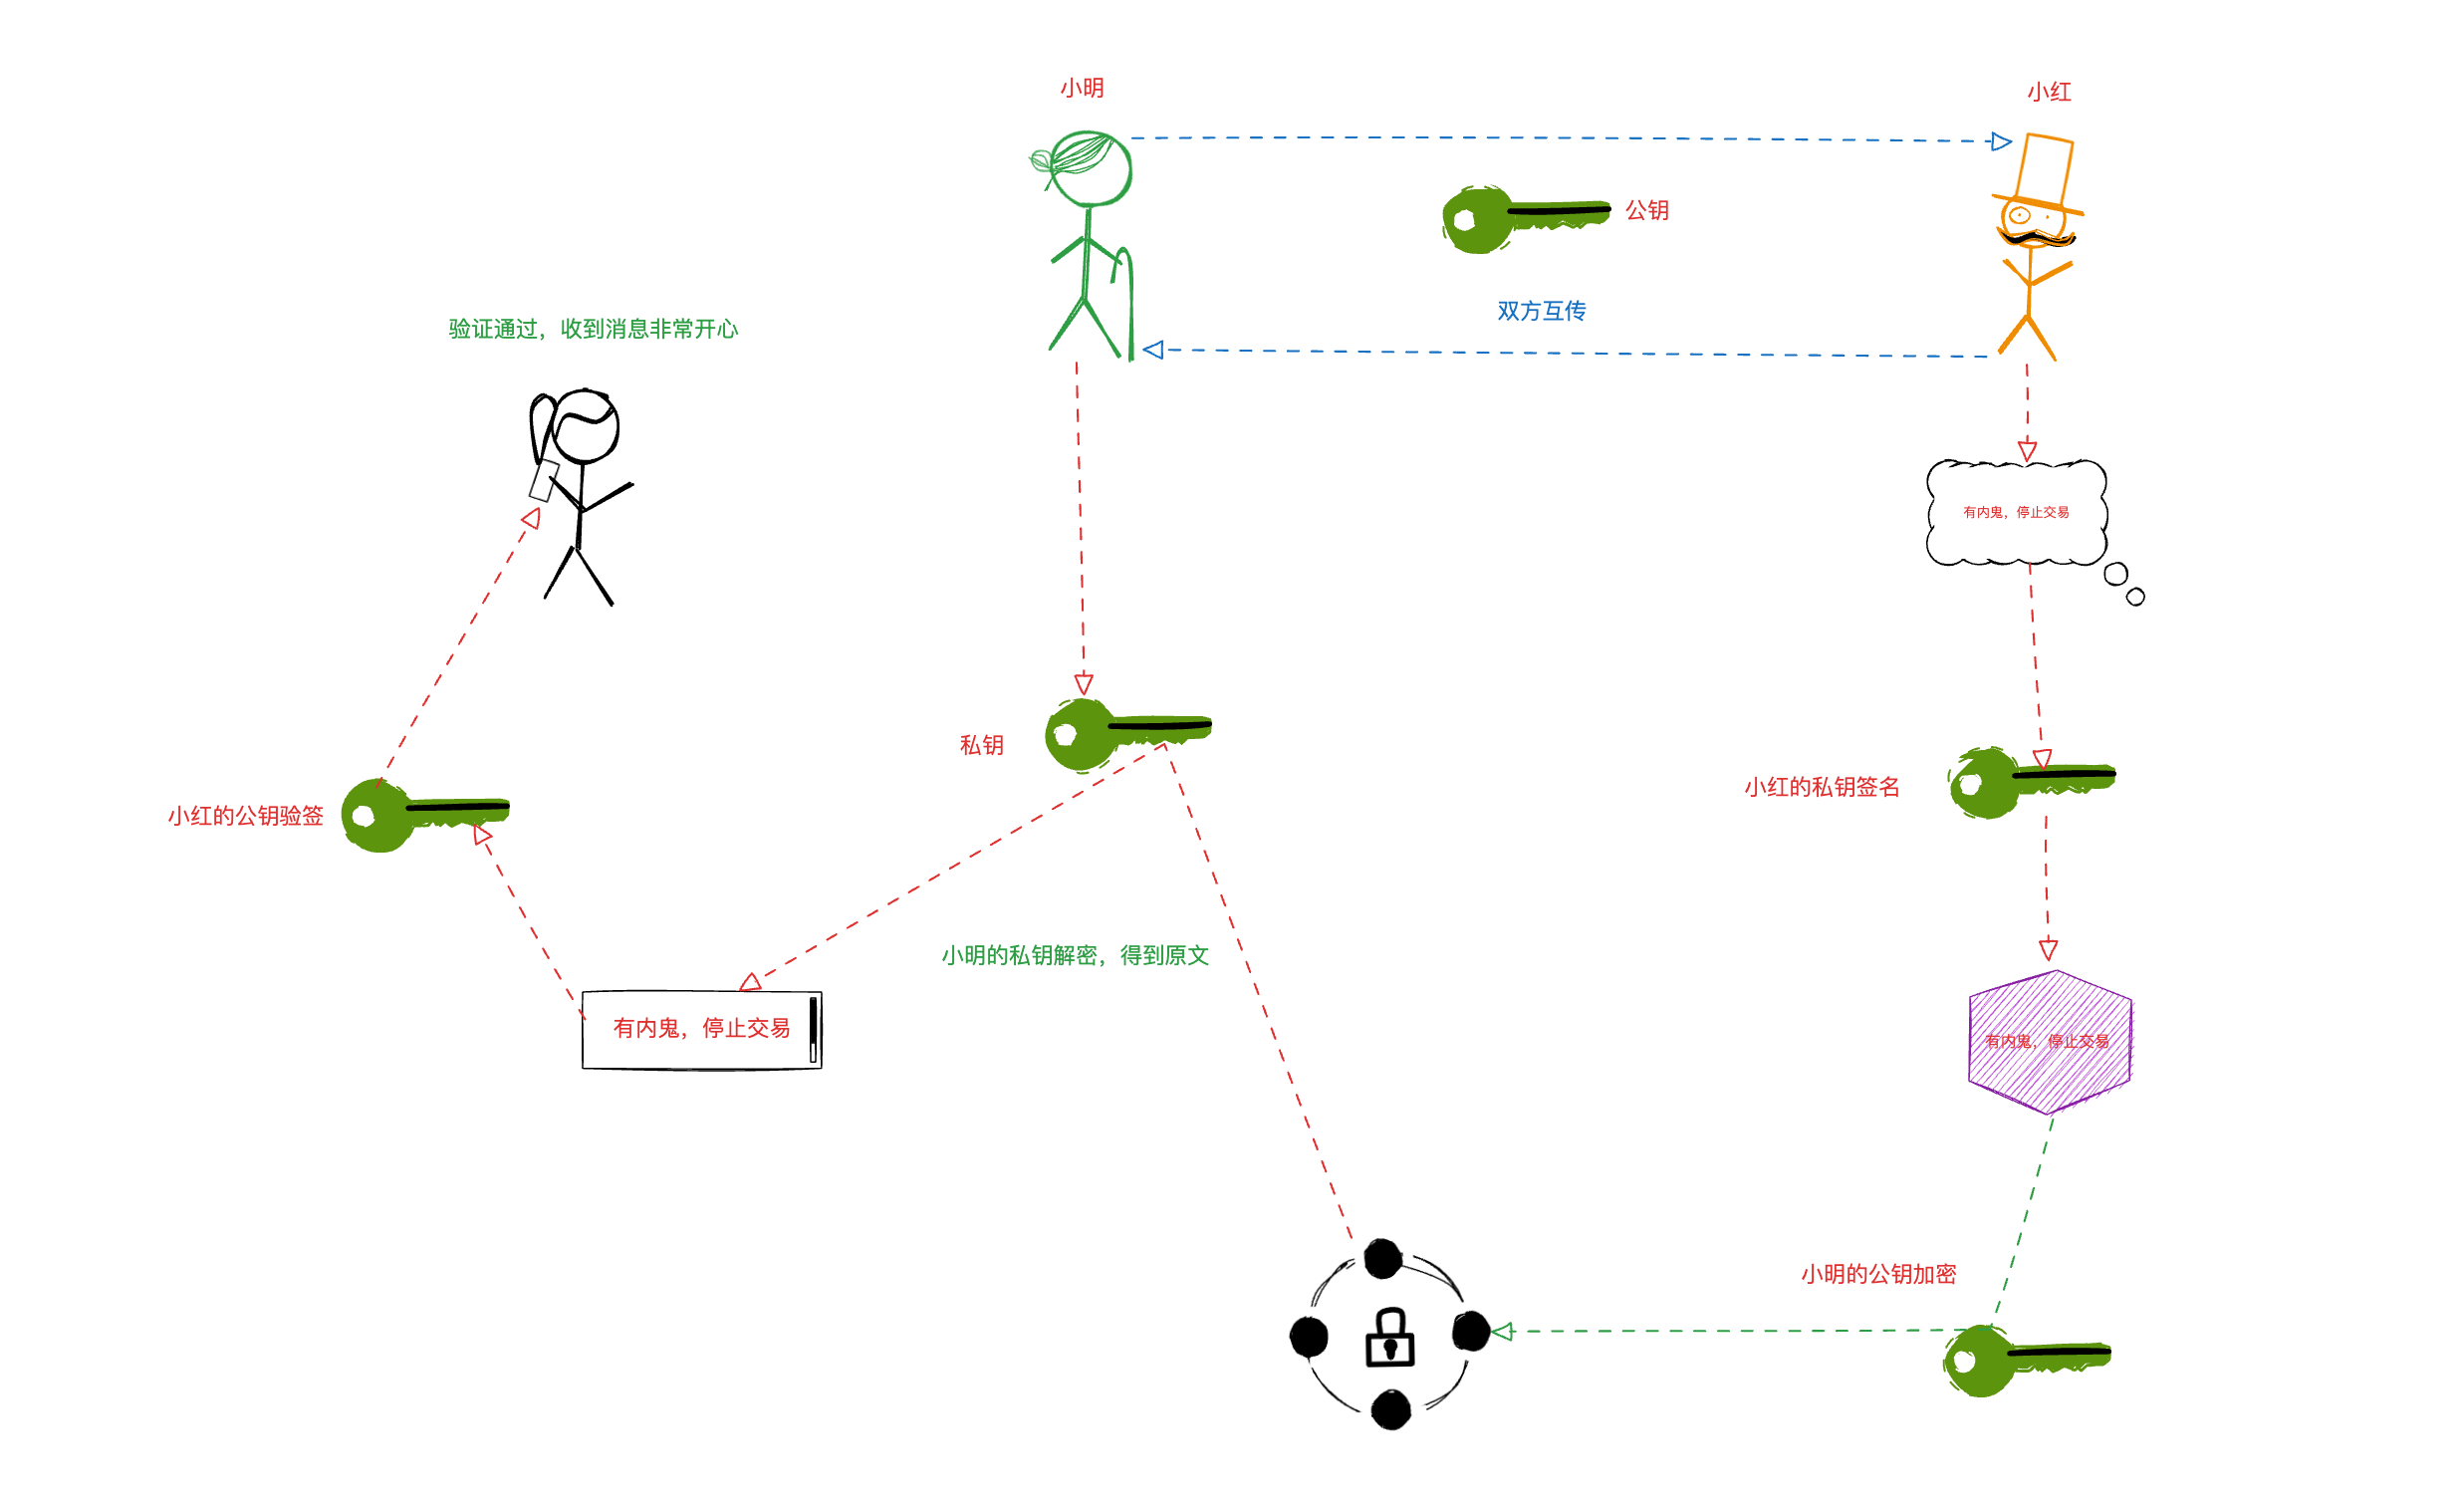 小明
小红
公钥
双方互传
验证通过，收到消息非常开心
有内鬼，停止交易
私钥
小红的私钥签名
小红的公钥验签
小明的私钥解密，得到原文
有内鬼，停止交易
有内鬼，停止交易
小明的公钥加密